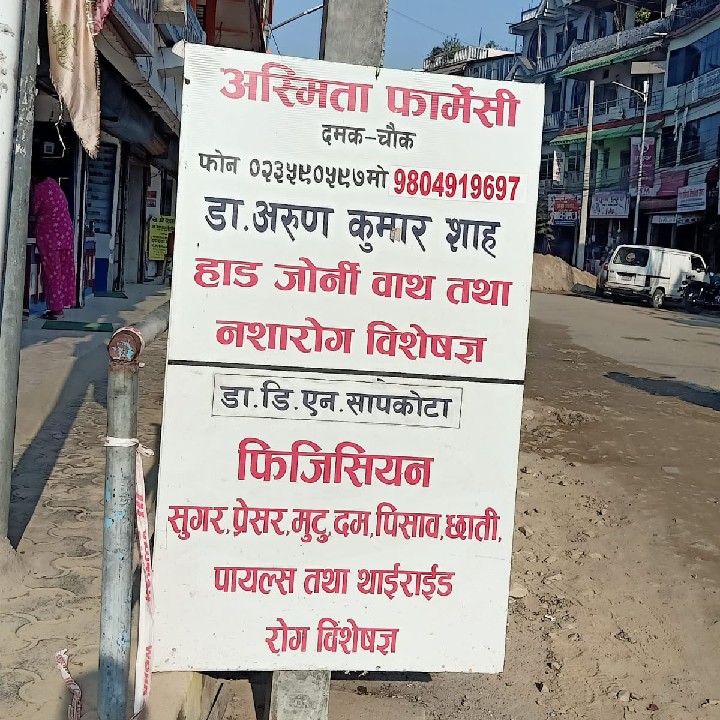 अस्मिता फार्मेसी
दमक-चौक
फोन ०२३५९०५९७मो 9804919697
डा.अरुण कुमार शाह
हाड जोर्नी वाथ तथा
नशारोग विशेषज्ञ
डा.डि.एन.सापकोटा
फिजिसियन
सुगर,प्रेसर,मुटु,दम,पिसाव,छाती,
पायल्स तथा थाईराईड
रोग विशेषज्ञ